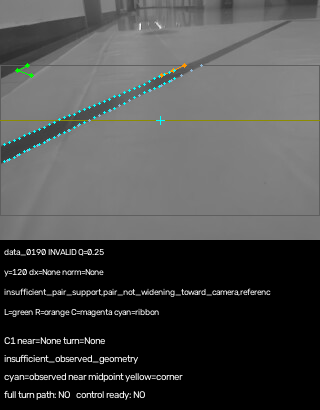 data_0190 INVALID Q=0.25
y=120 dx=None norm=None
insufficient_pair_support,pair_not_widening_toward_camera,referenc
L=green R=orange C=magenta cyan=ribbon
C1 near=None turn=None
insufficient_observed_geometry
cyan=observed near midpoint yellow=corner
full turn path: NO control ready: NO